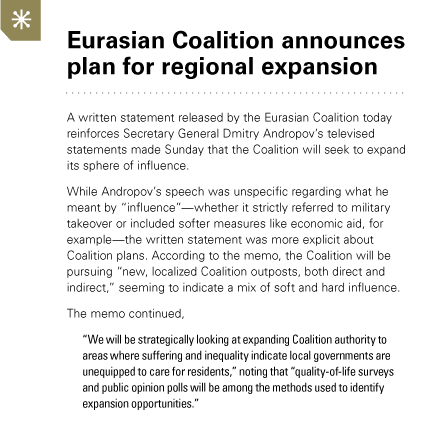 Eurasian Coalition announces
plan for regional expansion
A written statement released by the Eurasian Coalition today
reinforces Secretary General Dmitry Andropov's televised
statements made Sunday that the Coalition will seek to expand
its sphere of influence.
While Andropov's speech was unspecific regarding what he
meant by "influence"—whether it strictly referred to military
takeover or included softer measures like economic aid, for
example—the written statement was more explicit about
Coalition plans. According to the memo, the Coalition will be
pursuing "new, localized Coalition outposts, both direct and
indirect," seeming to indicate a mix of soft and hard influence.
The memo continued,
"We will be strategically looking at expanding Coalition authority to
areas where suffering and inequality indicate local governments are
unequipped to care for residents," noting that "quality-of-life surveys
and public opinion polls will be among the methods used to identify
expansion opportunities."